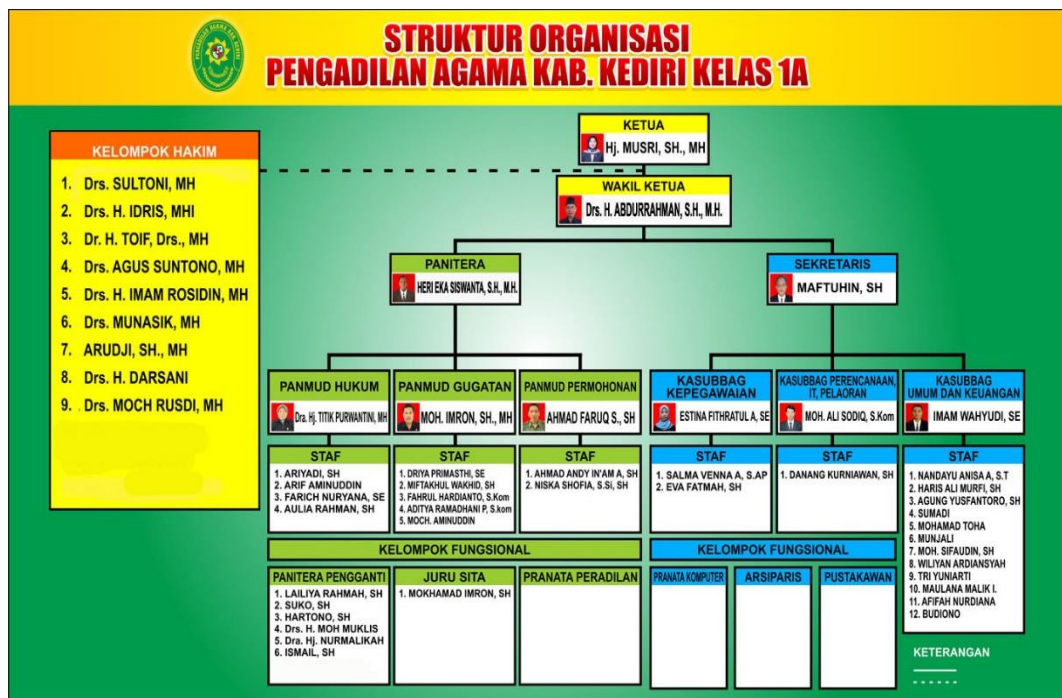 STRUKTUR ORGANISASI
PENGADILAN AGAMA KAB. KEDIRI KELAS 1A
KELOMPOK HAKIM
1. Drs. SULTONI, MH
2. Drs. H. IDRIS, MHI
3. Dr. H. TOIF, Drs., MH
4. Drs. AGUS SUNTONO, MH
5. Drs. H. IMAM ROSIDIN, MH
6. Drs. MUNASIK, MH
7. ARUDJI, SH., MH
8. Drs. H. DARSANI
9. Drs. MOCH RUSDI, MH
KETUA
Hj. MUSRI, SH., MH
WAKIL KETUA
Drs. H. ABDURRAHMAN, S.H., M.H.
PANITERA
HERI EKA SISWANTA, S.H., M.H.
SEKRETARIS
MAFTUHIN, SH
PANMUD HUKUM
Dra. Hj. TITIK PURWANTINI, MH
PANMUD GUGATAN
MOH. IMRON, SH., MH
PANMUD PERMOHONAN
AHMAD FARUQ S., SH
KASUBBAG
KEPEGAWAIAN
ESTINA FITHRATUL A, SE
KASUBBAG PERENCANAAN,
IT, PELAORAN
MOH. ALI SODIQ, S.Kom
KASUBBAG
UMUM DAN KEUANGAN
IMAM WAHYUDI, SE
STAF
1. ARIYADI, SH
2. ARIF AMINUDDIN
3. FARICH NURYANA, SE
4. AULIA RAHMAN, SH
STAF
1. DRIYA PRIMASTHI, SE
2. MIFTAKHUL WAKHID, SH
3. FAHRUL HARDIANTO, S.Kom
4. ADITYA RAMADHANI P, S.kom
5. MOCH. AMINUDDIN
STAF
1. AHMAD ANDY IN'AM A, SH
2. NISKA SHOFIA, S.Si, SH
STAF
1. SALMA VENNA A, S.AP
2. EVA FATMAH, SH
STAF
1. DANANG KURNIAWAN, SH
STAF
1. NANDAYU ANISA A, S.T
2. HARIS ALI MURFI, SH
3. AGUNG YUSFANTORO, SH
4. SUMADI
5. MOHAMAD TOHA
6. MUNJALI
7. MOH. SIFAUDIN, SH
8. WILIYAN ARDIANSYAH
9. TRI YUNIARTI
10. MAULANA MALIK I.
11. AFIFAH NURDIANA
12. BUDIONO
KELOMPOK FUNGSIONAL
PANITERA PENGGANTI
1. LAILIYA RAHMAH, SH
2. SUKO, SH
3. HARTONO, SH
4. Drs. H. MOH MUKLIS
5. Dra. Hj. NURMALIKAH
6. ISMAIL, SH
JURU SITA
1. MOKHAMAD IMRON, SH
PRANATA PERADILAN
KELOMPOK FUNGSIONAL
PRANATA KOMPUTER
ARSIPARIS
PUSTAKAWAN
KETERANGAN